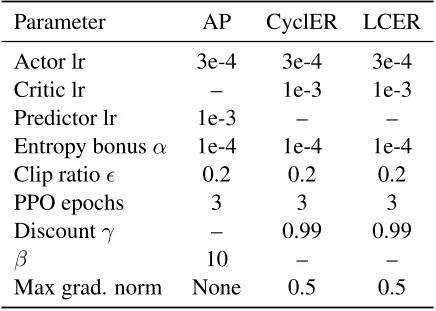 Parameter AP CyclER LCER
Actor lr 3e-4 3e-4 3e-4
Critic lr – 1e-3 1e-3
Predictor lr 1e-3 – –
Entropy bonus α 1e-4 1e-4 1e-4
Clip ratio ϵ 0.2 0.2 0.2
PPO epochs 3 3 3
Discount γ – 0.99 0.99
β 10 – –
Max grad. norm None 0.5 0.5